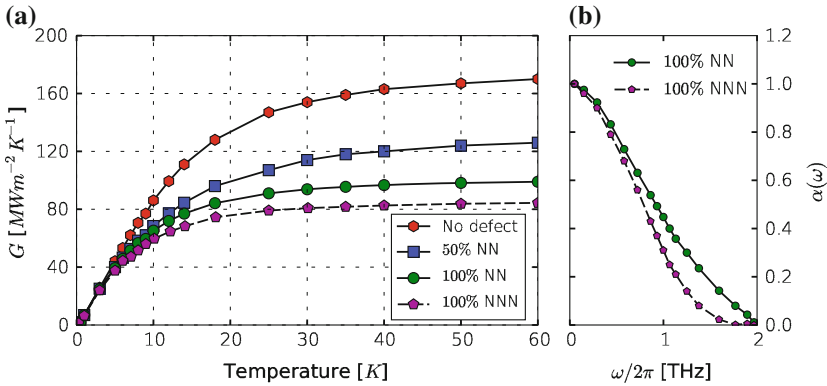 (a)
200
160
120
80
40
0
G [MWm⁻²K⁻¹]
0 10 20 30 40 50 60
Temperature [K]
No defect
50% NN
100% NN
100% NNN
(b)
100% NN
100% NNN
1.2
1.0
0.8
0.6
0.4
0.2
0.0
α(ω)
0 1 2
ω/2π [THz]